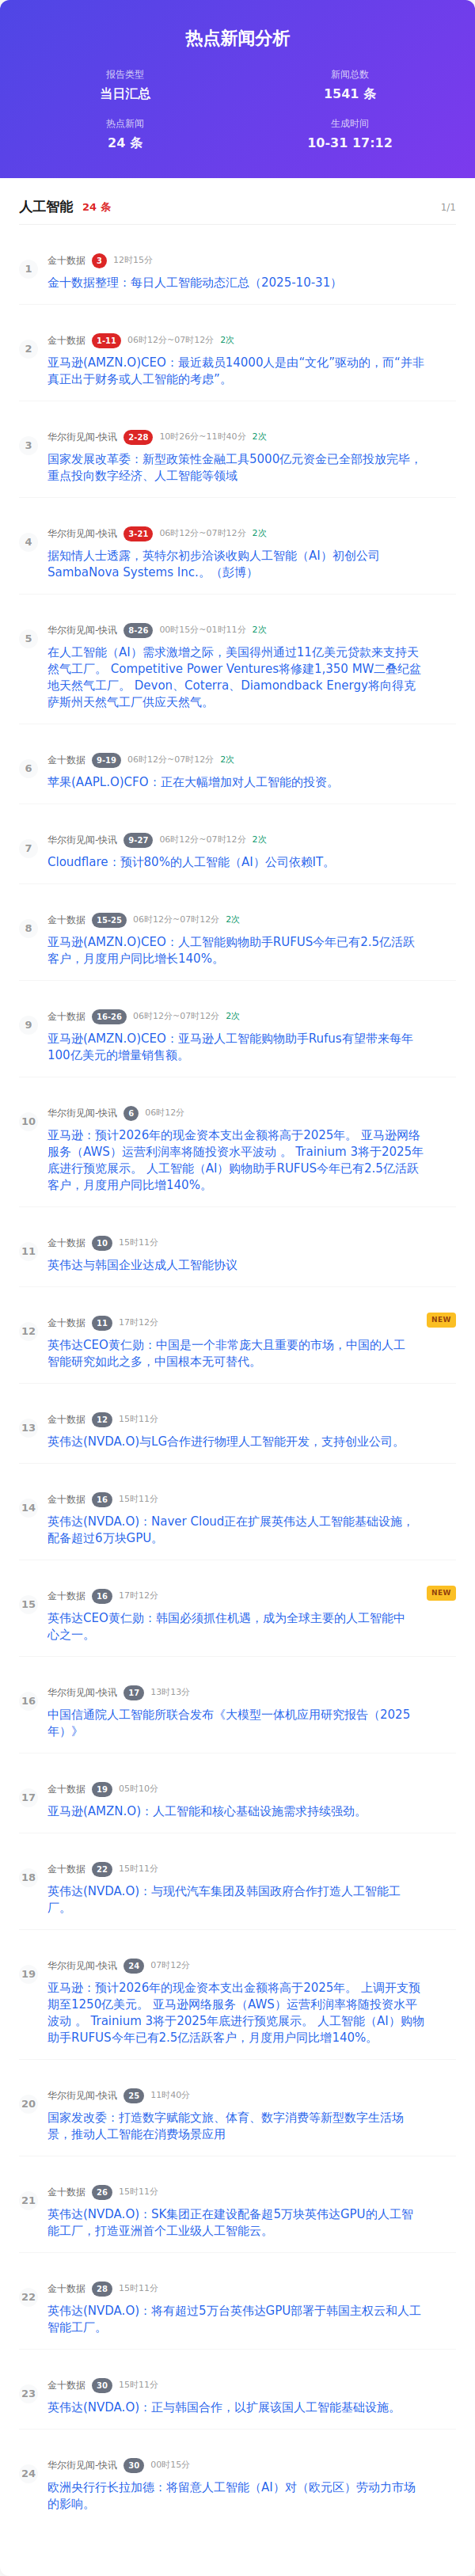 热点新闻分析
报告类型
当日汇总
新闻总数
1541 条
热点新闻
24 条
生成时间
10-31 17:12
人工智能 24 条 1/1
1
金十数据 3 12时15分
金十数据整理：每日人工智能动态汇总（2025-10-31）
2
金十数据 1-11 06时12分~07时12分 2次
亚马逊(AMZN.O)CEO：最近裁员14000人是由“文化”驱动的，而“并非
真正出于财务或人工智能的考虑”。
3
华尔街见闻-快讯 2-28 10时26分~11时40分 2次
国家发展改革委：新型政策性金融工具5000亿元资金已全部投放完毕，
重点投向数字经济、人工智能等领域
4
华尔街见闻-快讯 3-21 06时12分~07时12分 2次
据知情人士透露，英特尔初步洽谈收购人工智能（AI）初创公司
SambaNova Systems Inc.。（彭博）
5
华尔街见闻-快讯 8-26 00时15分~01时11分 2次
在人工智能（AI）需求激增之际，美国得州通过11亿美元贷款来支持天
然气工厂。 Competitive Power Ventures将修建1,350 MW二叠纪盆
地天然气工厂。 Devon、Coterra、Diamondback Energy将向得克
萨斯州天然气工厂供应天然气。
6
金十数据 9-19 06时12分~07时12分 2次
苹果(AAPL.O)CFO：正在大幅增加对人工智能的投资。
7
华尔街见闻-快讯 9-27 06时12分~07时12分 2次
Cloudflare：预计80%的人工智能（AI）公司依赖IT。
8
金十数据 15-25 06时12分~07时12分 2次
亚马逊(AMZN.O)CEO：人工智能购物助手RUFUS今年已有2.5亿活跃
客户，月度用户同比增长140%。
9
金十数据 16-26 06时12分~07时12分 2次
亚马逊(AMZN.O)CEO：亚马逊人工智能购物助手Rufus有望带来每年
100亿美元的增量销售额。
10
华尔街见闻-快讯 6 06时12分
亚马逊：预计2026年的现金资本支出金额将高于2025年。 亚马逊网络
服务（AWS）运营利润率将随投资水平波动 。 Trainium 3将于2025年
底进行预览展示。 人工智能（AI）购物助手RUFUS今年已有2.5亿活跃
客户，月度用户同比增140%。
11
金十数据 10 15时11分
英伟达与韩国企业达成人工智能协议
12
金十数据 11 17时12分
NEW
英伟达CEO黄仁勋：中国是一个非常庞大且重要的市场，中国的人工
智能研究如此之多，中国根本无可替代。
13
金十数据 12 15时11分
英伟达(NVDA.O)与LG合作进行物理人工智能开发，支持创业公司。
14
金十数据 16 15时11分
英伟达(NVDA.O)：Naver Cloud正在扩展英伟达人工智能基础设施，
配备超过6万块GPU。
15
金十数据 16 17时12分
NEW
英伟达CEO黄仁勋：韩国必须抓住机遇，成为全球主要的人工智能中
心之一。
16
华尔街见闻-快讯 17 13时13分
中国信通院人工智能所联合发布《大模型一体机应用研究报告（2025
年）》
17
金十数据 19 05时10分
亚马逊(AMZN.O)：人工智能和核心基础设施需求持续强劲。
18
金十数据 22 15时11分
英伟达(NVDA.O)：与现代汽车集团及韩国政府合作打造人工智能工
厂。
19
华尔街见闻-快讯 24 07时12分
亚马逊：预计2026年的现金资本支出金额将高于2025年。 上调开支预
期至1250亿美元。 亚马逊网络服务（AWS）运营利润率将随投资水平
波动 。 Trainium 3将于2025年底进行预览展示。 人工智能（AI）购物
助手RUFUS今年已有2.5亿活跃客户，月度用户同比增140%。
20
华尔街见闻-快讯 25 11时40分
国家发改委：打造数字赋能文旅、体育、数字消费等新型数字生活场
景，推动人工智能在消费场景应用
21
金十数据 26 15时11分
英伟达(NVDA.O)：SK集团正在建设配备超5万块英伟达GPU的人工智
能工厂，打造亚洲首个工业级人工智能云。
22
金十数据 28 15时11分
英伟达(NVDA.O)：将有超过5万台英伟达GPU部署于韩国主权云和人工
智能工厂。
23
金十数据 30 15时11分
英伟达(NVDA.O)：正与韩国合作，以扩展该国人工智能基础设施。
24
华尔街见闻-快讯 30 00时15分
欧洲央行行长拉加德：将留意人工智能（AI）对（欧元区）劳动力市场
的影响。